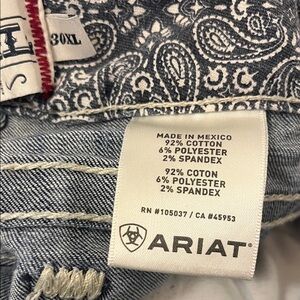 30XL
MADE IN MEXICO
92% COTTON
6% POLYESTER
2% SPANDEX
92% COTON
6% POLYESTER
2% SPANDEX
RN #105037 / CA #45953
ARIAT